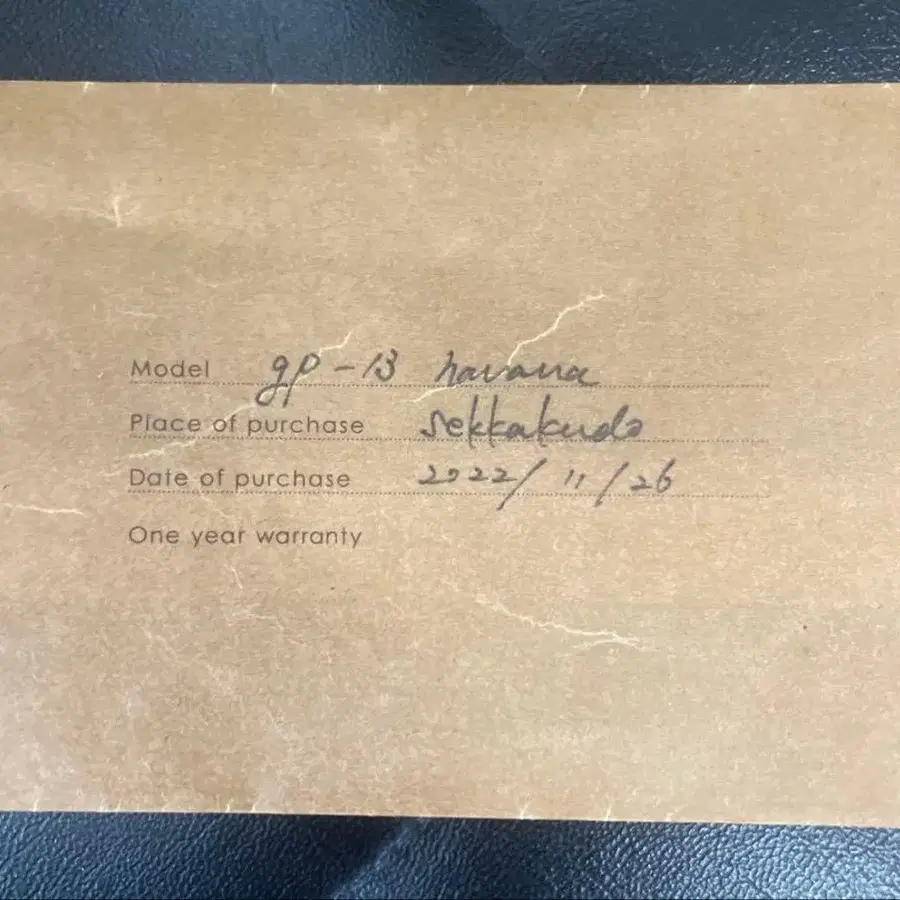 Model gp-13 havana
Place of purchase sekkakudo
Date of purchase 2022/11/26
One year warranty